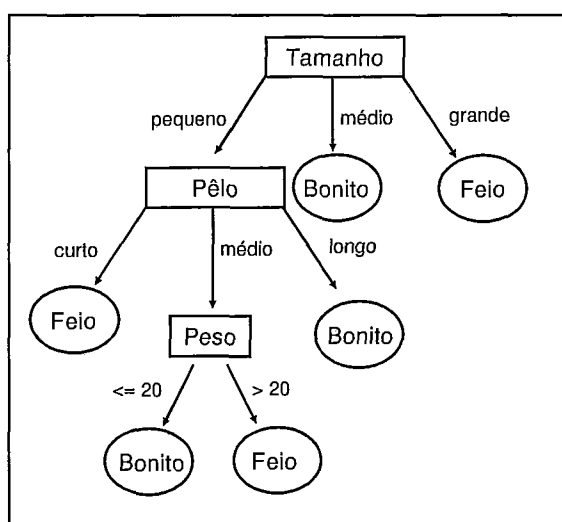 Tamanho
pequeno médio grande
Pêlo Bonito Feio
curto médio longo
Feio Peso Bonito
<= 20 > 20
Bonito Feio